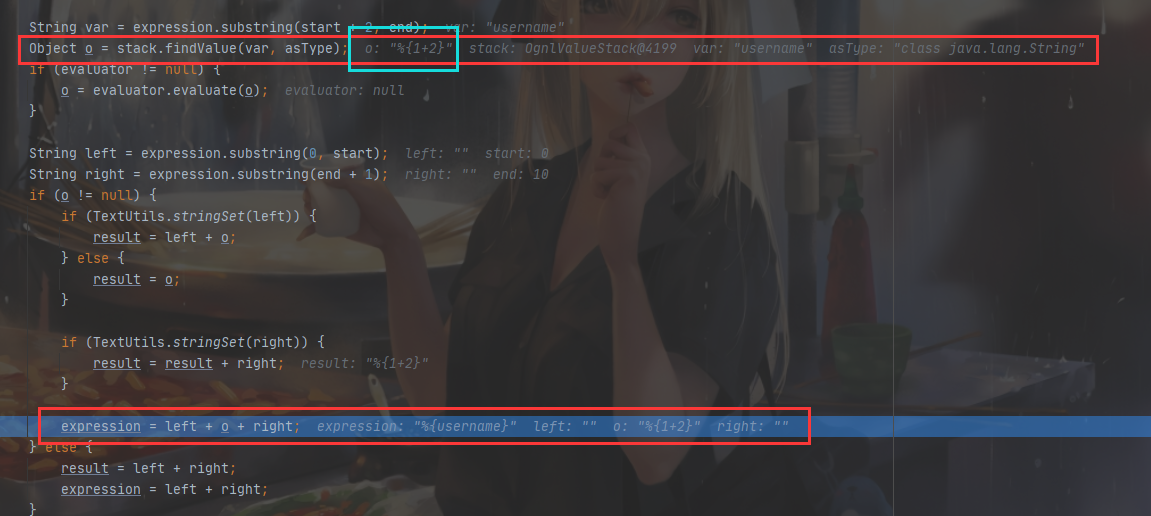 String var = expression.substring(start + 2, end);  var: "username"
Object o = stack.findValue(var, asType);  o: "%{1+2}"  stack: OgnlValueStack@4199  var: "username"  asType: "class java.lang.String"
if (evaluator != null) {
    o = evaluator.evaluate(o);  evaluator: null
}
String left = expression.substring(0, start);  left: ""  start: 0
String right = expression.substring(end + 1);  right: ""  end: 10
if (o != null) {
    if (TextUtils.stringSet(left)) {
        result = left + o;
    } else {
        result = o;
    }
    if (TextUtils.stringSet(right)) {
        result = result + right;  result: "%{1+2}"
    }
    expression = left + o + right;  expression: "%{username}"  left: ""  o: "%{1+2}"  right: ""
} else {
    result = left + right;
    expression = left + right;
}